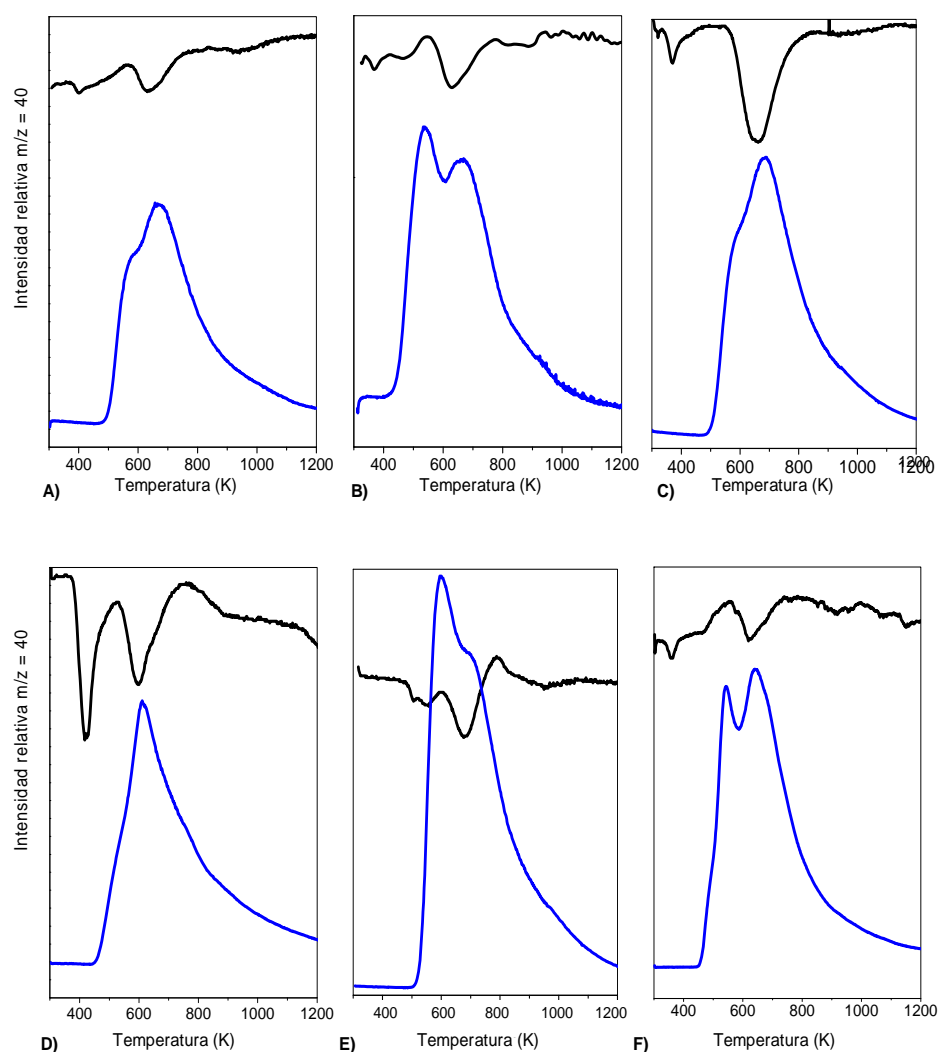 Intensidad relativa m/z = 40
400 600 800 1000 1200
400 600 800 1000 1200
400 600 800 1000 1200
1200
A) Temperatura (K)
B) Temperatura (K)
C) Temperatura (K)
Intensidad relativa m/z = 40
400 600 800 1000 1200
400 600 800 1000 1200
400 600 800 1000 1200
D) Temperatura (K)
E) Temperatura (K)
F) Temperatura (K)